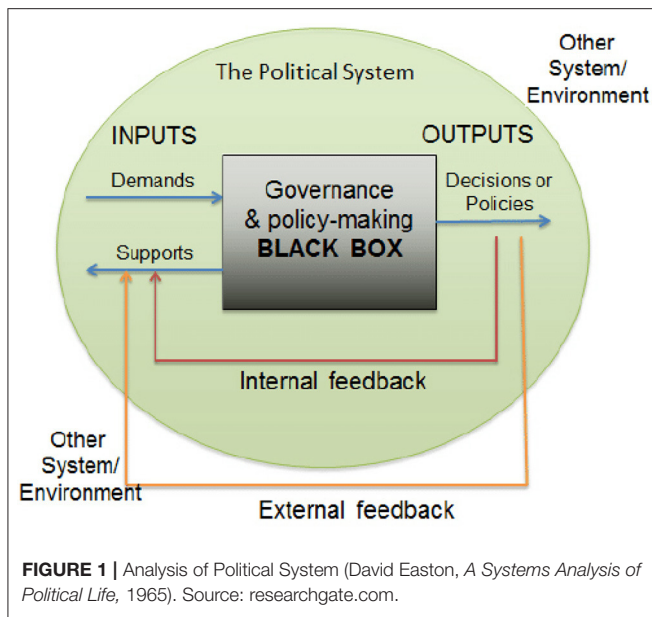 Other
System/
Environment
The Political System
INPUTS
OUTPUTS
Demands
Governance
& policy-making
BLACK BOX
Decisions or
Policies
Supports
Internal feedback
Other
System/
Environment
External feedback
FIGURE 1 | Analysis of Political System (David Easton, A Systems Analysis of
Political Life, 1965). Source: researchgate.com.